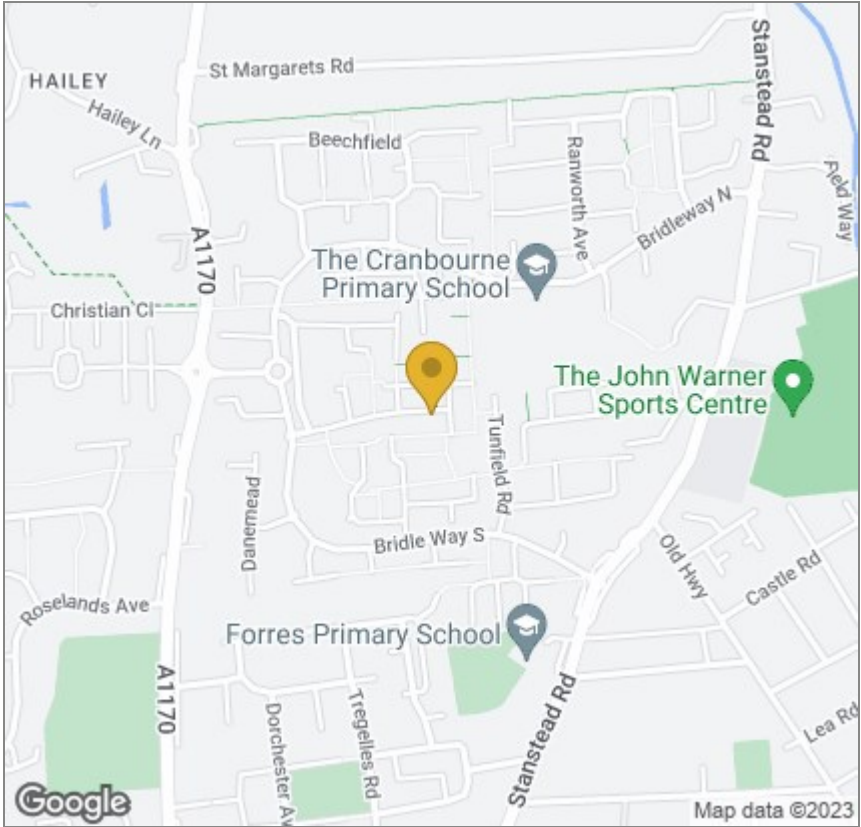 St Margarets Rd
HAILEY
Hailey Ln
Stanstead Rd
Beechfield
Ranworth Ave
Field Way
Bridleway N
A1170
The Cranbourne
Primary School
Christian Cl
The John Warner
Sports Centre
Tunfield Rd
Danemead
Bridle Way S
Old Hwy
Castle Rd
Roselands Ave
Forres Primary School
A1170
Tregelles Rd
Dorchester Av
Stanstead Rd
Lea Rd
Google
Map data ©2023